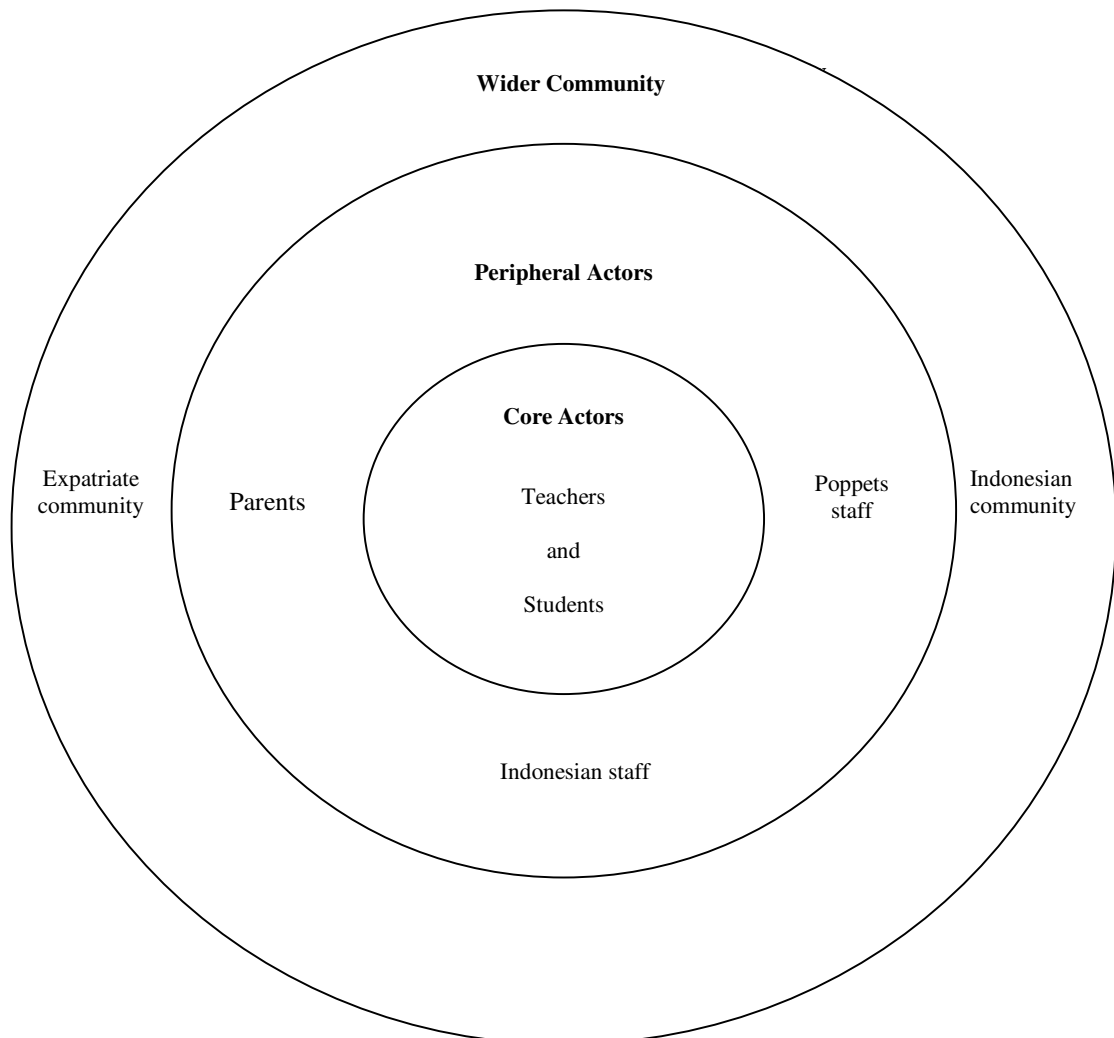 Wider Community
Peripheral Actors
Core Actors
Expatriate
community
Parents
Teachers
and
Students
Poppets
staff
Indonesian
community
Indonesian staff